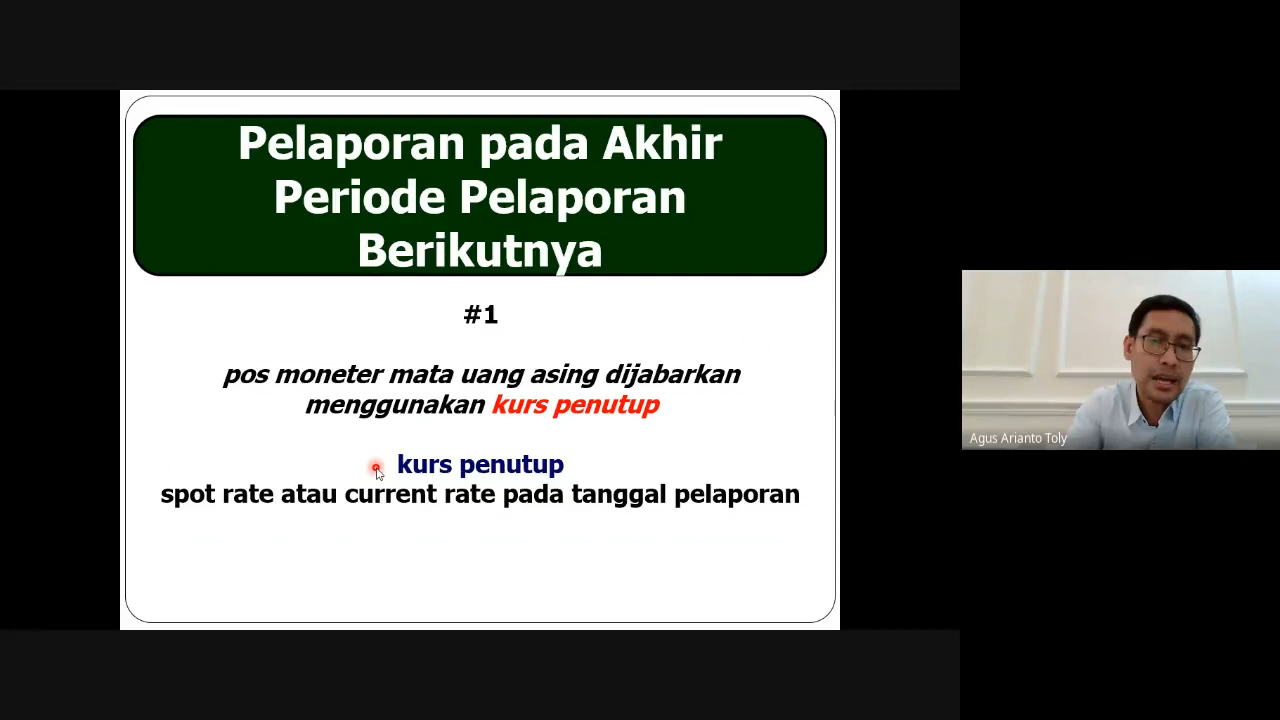 Pelaporan pada Akhir
Periode Pelaporan
Berikutnya
#1
pos moneter mata uang asing dijabarkan
menggunakan kurs penutup
kurs penutup
spot rate atau current rate pada tanggal pelaporan
Agus Arianto Toly